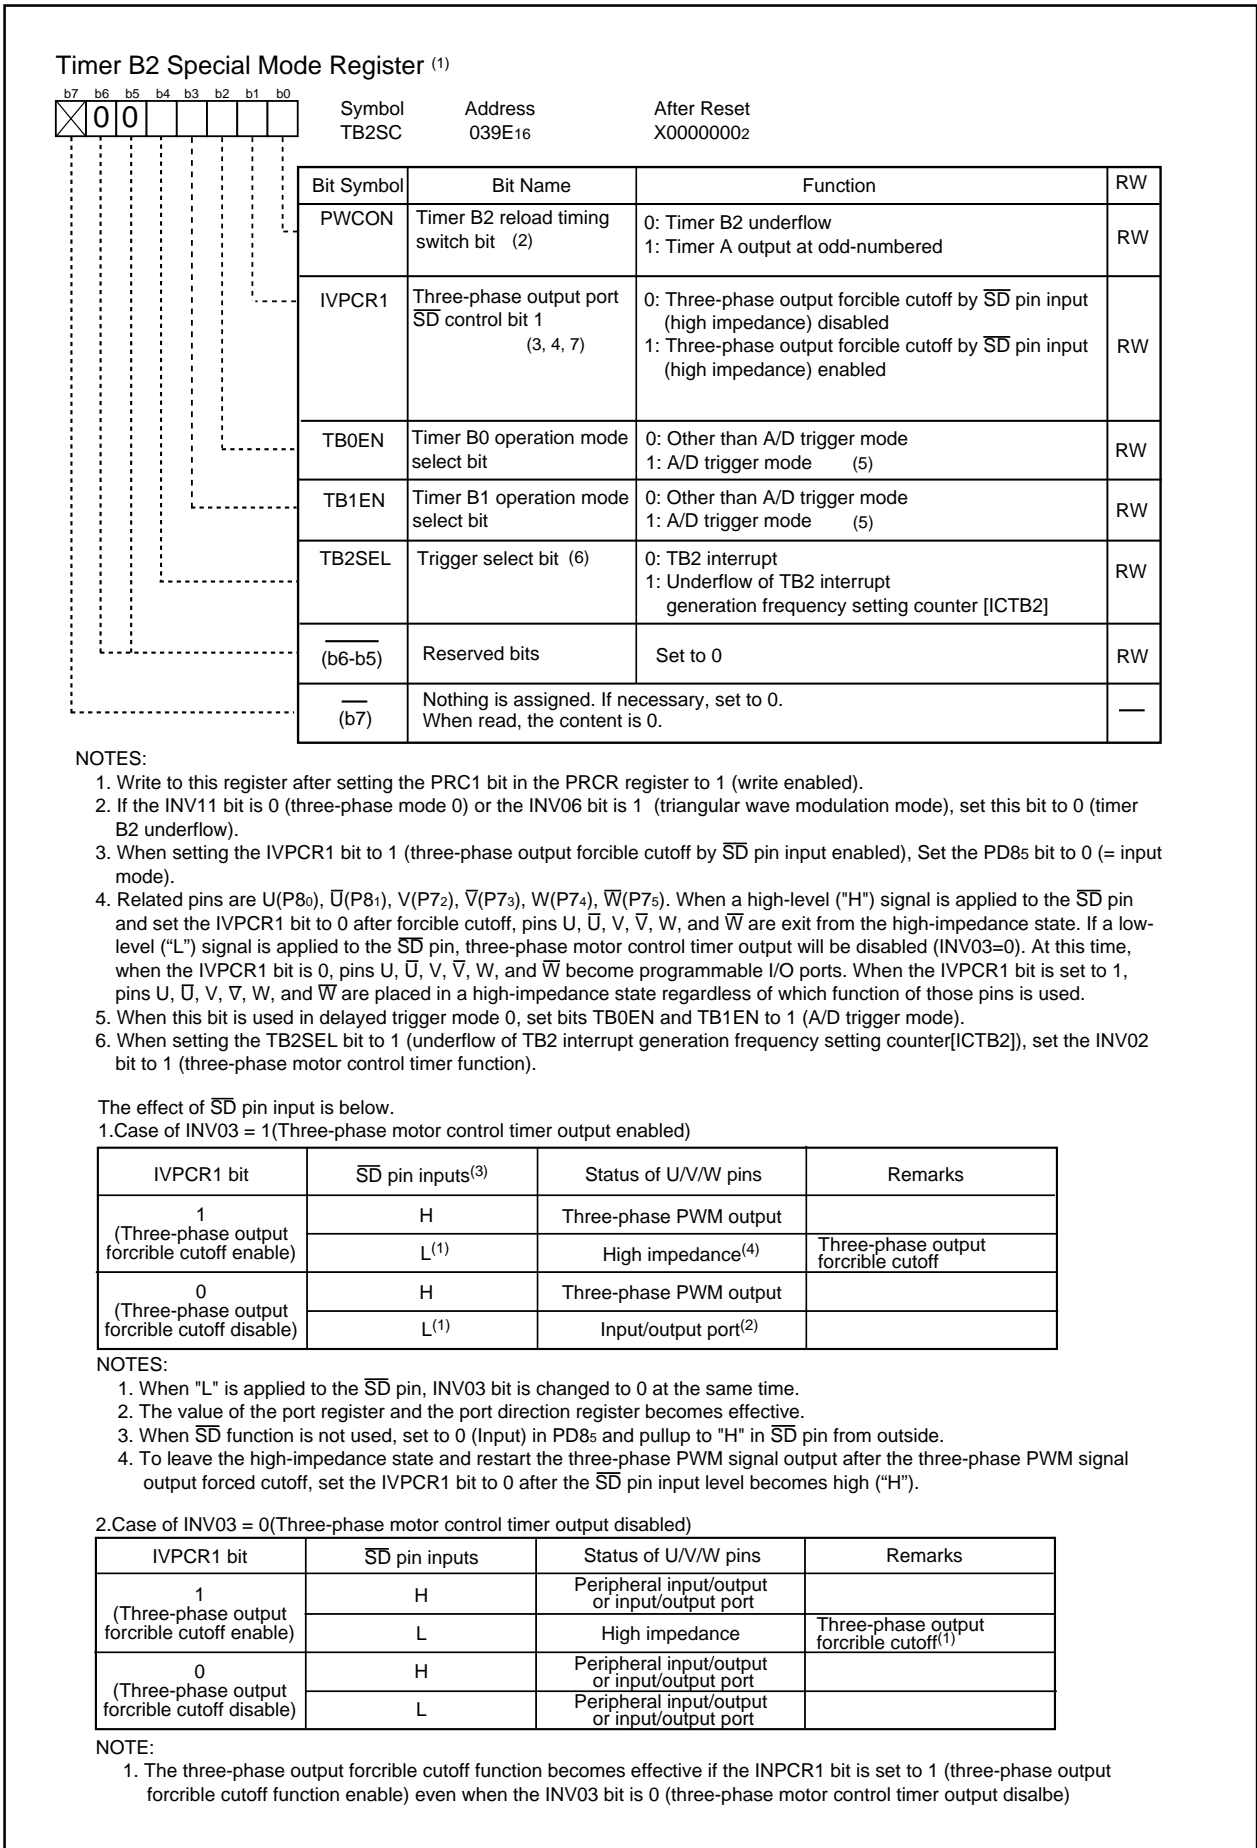 Timer B2 Special Mode Register (1)
b7 b6 b5 b4 b3 b2 b1 b0
0 0
Symbol Address After Reset
TB2SC 039E16 X00000002
Bit Symbol Bit Name Function RW
PWCON Timer B2 reload timing switch bit (2) 0: Timer B2 underflow
1: Timer A output at odd-numbered RW
IVPCR1 Three-phase output port S̅D̅ control bit 1 (3, 4, 7) 0: Three-phase output forcible cutoff by S̅D̅ pin input
(high impedance) disabled
1: Three-phase output forcible cutoff by S̅D̅ pin input
(high impedance) enabled RW
TB0EN Timer B0 operation mode select bit 0: Other than A/D trigger mode
1: A/D trigger mode (5) RW
TB1EN Timer B1 operation mode select bit 0: Other than A/D trigger mode
1: A/D trigger mode (5) RW
TB2SEL Trigger select bit (6) 0: TB2 interrupt
1: Underflow of TB2 interrupt
generation frequency setting counter [ICTB2] RW
(b6-b5) Reserved bits Set to 0 RW
(b7) Nothing is assigned. If necessary, set to 0.
When read, the content is 0. —
NOTES:
1. Write to this register after setting the PRC1 bit in the PRCR register to 1 (write enabled).
2. If the INV11 bit is 0 (three-phase mode 0) or the INV06 bit is 1 (triangular wave modulation mode), set this bit to 0 (timer
B2 underflow).
3. When setting the IVPCR1 bit to 1 (three-phase output forcible cutoff by S̅D̅ pin input enabled), Set the PD85 bit to 0 (= input
mode).
4. Related pins are U(P80), U̅(P81), V(P72), V̅(P73), W(P74), W̅(P75). When a high-level ("H") signal is applied to the S̅D̅ pin
and set the IVPCR1 bit to 0 after forcible cutoff, pins U, U̅, V, V̅, W, and W̅ are exit from the high-impedance state. If a low-
level (“L”) signal is applied to the S̅D̅ pin, three-phase motor control timer output will be disabled (INV03=0). At this time,
when the IVPCR1 bit is 0, pins U, U̅, V, V̅, W, and W̅ become programmable I/O ports. When the IVPCR1 bit is set to 1,
pins U, U̅, V, V̅, W, and W̅ are placed in a high-impedance state regardless of which function of those pins is used.
5. When this bit is used in delayed trigger mode 0, set bits TB0EN and TB1EN to 1 (A/D trigger mode).
6. When setting the TB2SEL bit to 1 (underflow of TB2 interrupt generation frequency setting counter[ICTB2]), set the INV02
bit to 1 (three-phase motor control timer function).
The effect of S̅D̅ pin input is below.
1.Case of INV03 = 1(Three-phase motor control timer output enabled)
IVPCR1 bit S̅D̅ pin inputs(3) Status of U/V/W pins Remarks
1
(Three-phase output
forcrible cutoff enable)
H Three-phase PWM output
L(1) High impedance(4) Three-phase output
forcrible cutoff
0
(Three-phase output
forcrible cutoff disable)
H Three-phase PWM output
L(1) Input/output port(2)
NOTES:
1. When "L" is applied to the S̅D̅ pin, INV03 bit is changed to 0 at the same time.
2. The value of the port register and the port direction register becomes effective.
3. When S̅D̅ function is not used, set to 0 (Input) in PD85 and pullup to "H" in S̅D̅ pin from outside.
4. To leave the high-impedance state and restart the three-phase PWM signal output after the three-phase PWM signal
output forced cutoff, set the IVPCR1 bit to 0 after the S̅D̅ pin input level becomes high (“H”).
2.Case of INV03 = 0(Three-phase motor control timer output disabled)
IVPCR1 bit S̅D̅ pin inputs Status of U/V/W pins Remarks
1
(Three-phase output
forcrible cutoff enable)
H Peripheral input/output
or input/output port
L High impedance Three-phase output
forcrible cutoff(1)
0
(Three-phase output
forcrible cutoff disable)
H Peripheral input/output
or input/output port
L Peripheral input/output
or input/output port
NOTE:
1. The three-phase output forcrible cutoff function becomes effective if the INPCR1 bit is set to 1 (three-phase output
forcrible cutoff function enable) even when the INV03 bit is 0 (three-phase motor control timer output disalbe)